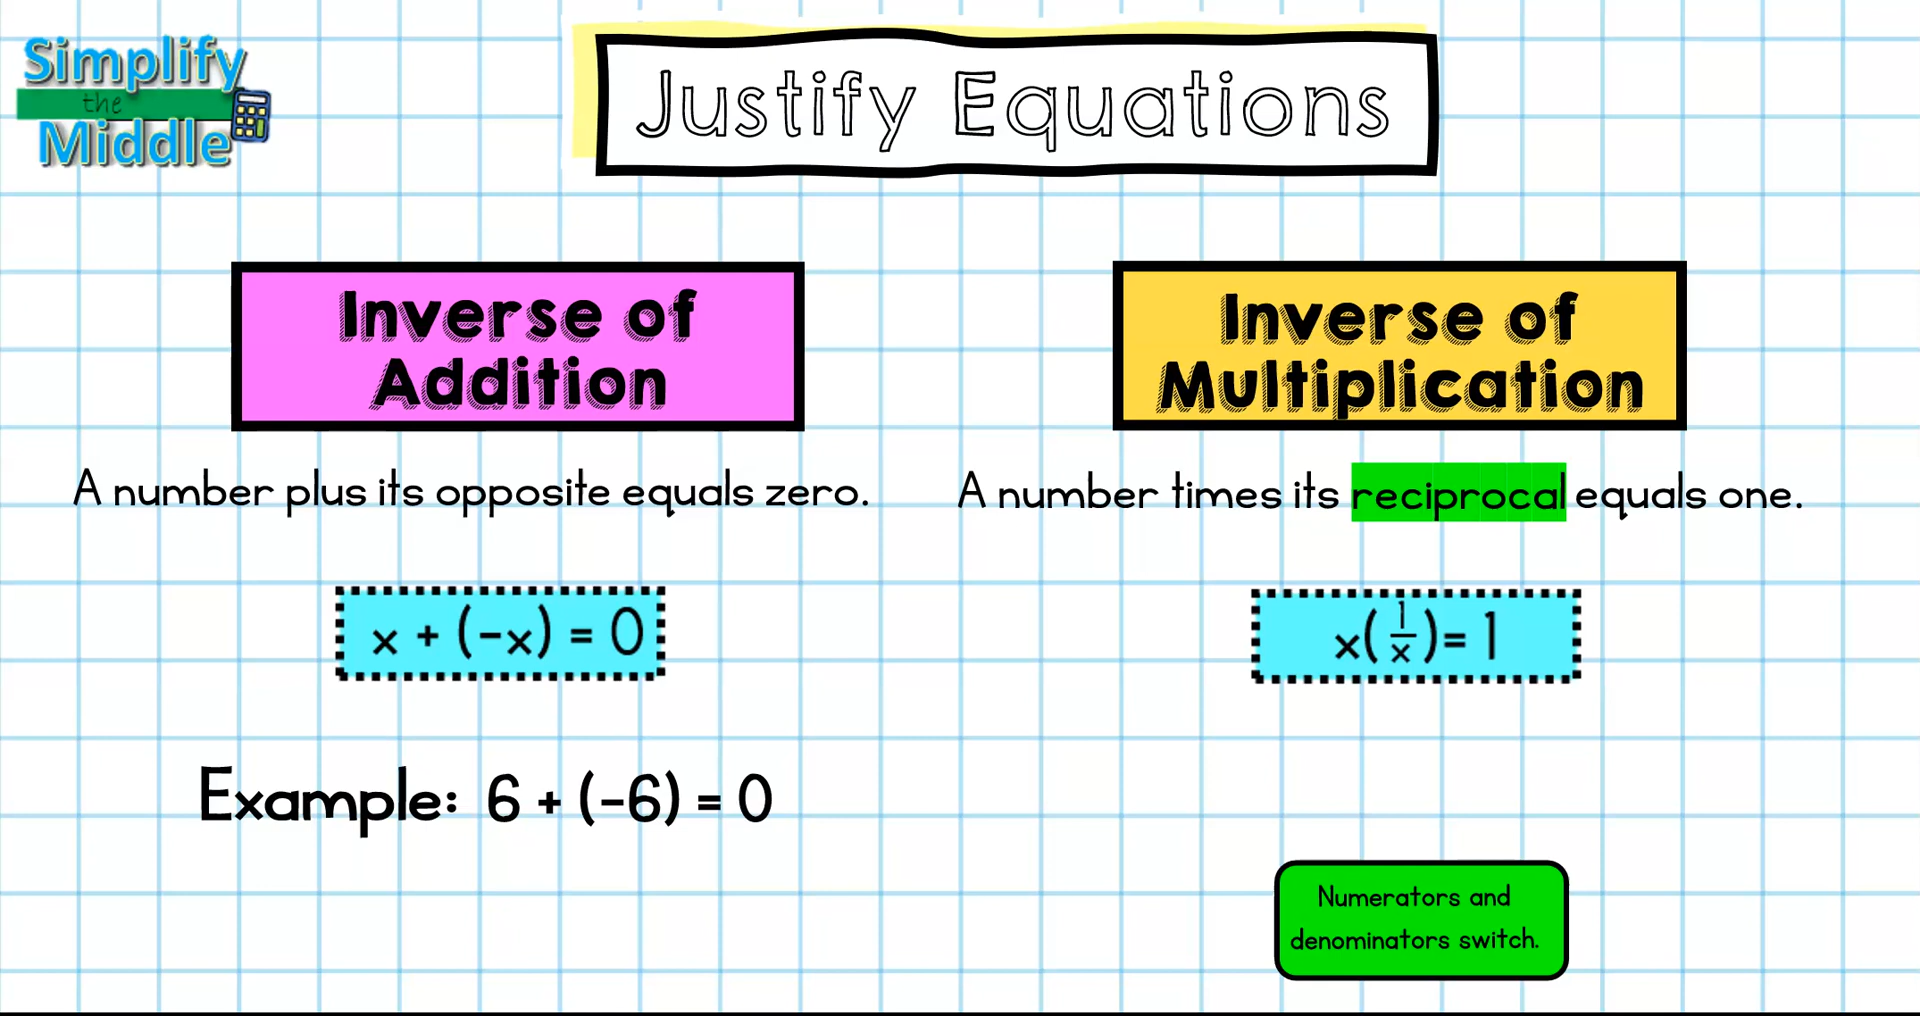 Simplify
the
Middle
Justify Equations
Inverse of
Addition
A number plus its opposite equals zero.
x + (-x) = 0
Example: 6 + (-6) = 0
Inverse of
Multiplication
A number times its reciprocal equals one.
x(1/x)= 1
Numerators and
denominators switch.